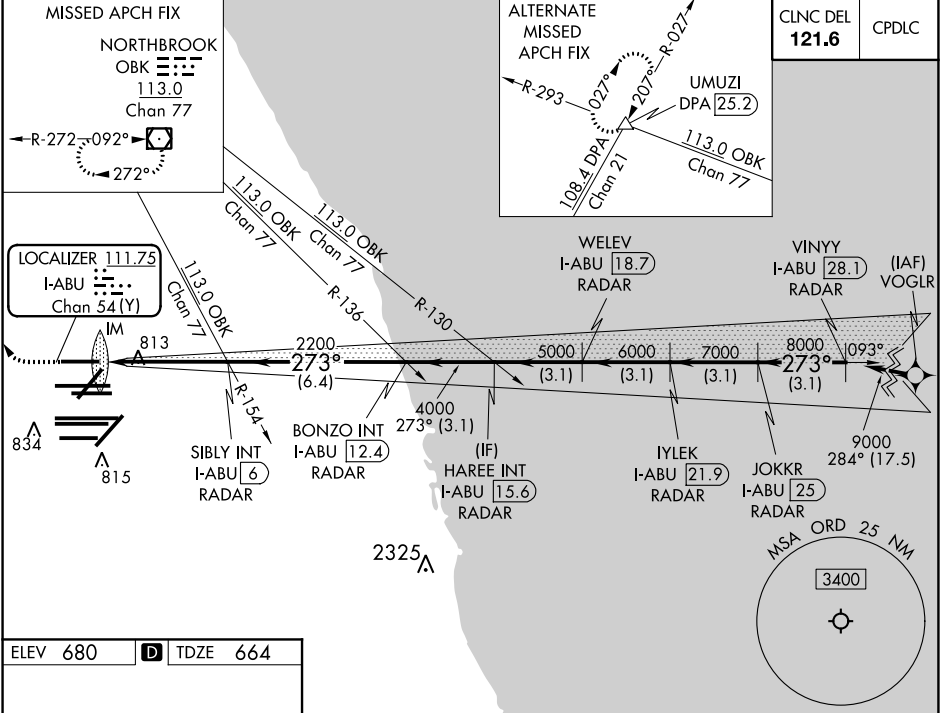 MISSED APCH FIX
NORTHBROOK
OBK
113.0
Chan 77
R-272
092°
272°
ALTERNATE
MISSED
APCH FIX
R-027
207°
027°
R-293
UMUZI
DPA 25.2
108.4 DPA
Chan 21
113.0 OBK
Chan 77
CLNC DEL
121.6
CPDLC
LOCALIZER 111.75
I-ABU
Chan 54 (Y)
IM
813
834
815
113.0 OBK
Chan 77
R-154
113.0 OBK
Chan 77
R-136
113.0 OBK
Chan 77
R-130
WELEV
I-ABU 18.7
RADAR
VINYY
I-ABU 28.1
RADAR
(IAF)
VOGLR
2200
273°
(6.4)
4000
273° (3.1)
5000
(3.1)
6000
(3.1)
7000
(3.1)
8000
273°
(3.1)
093°
9000
284° (17.5)
SIBLY INT
I-ABU 6
RADAR
BONZO INT
I-ABU 12.4
RADAR
(IF)
HAREE INT
I-ABU 15.6
RADAR
IYLEK
I-ABU 21.9
RADAR
JOKKR
I-ABU 25
RADAR
2325
MSA ORD 25 NM
3400
ELEV 680
D
TDZE 664